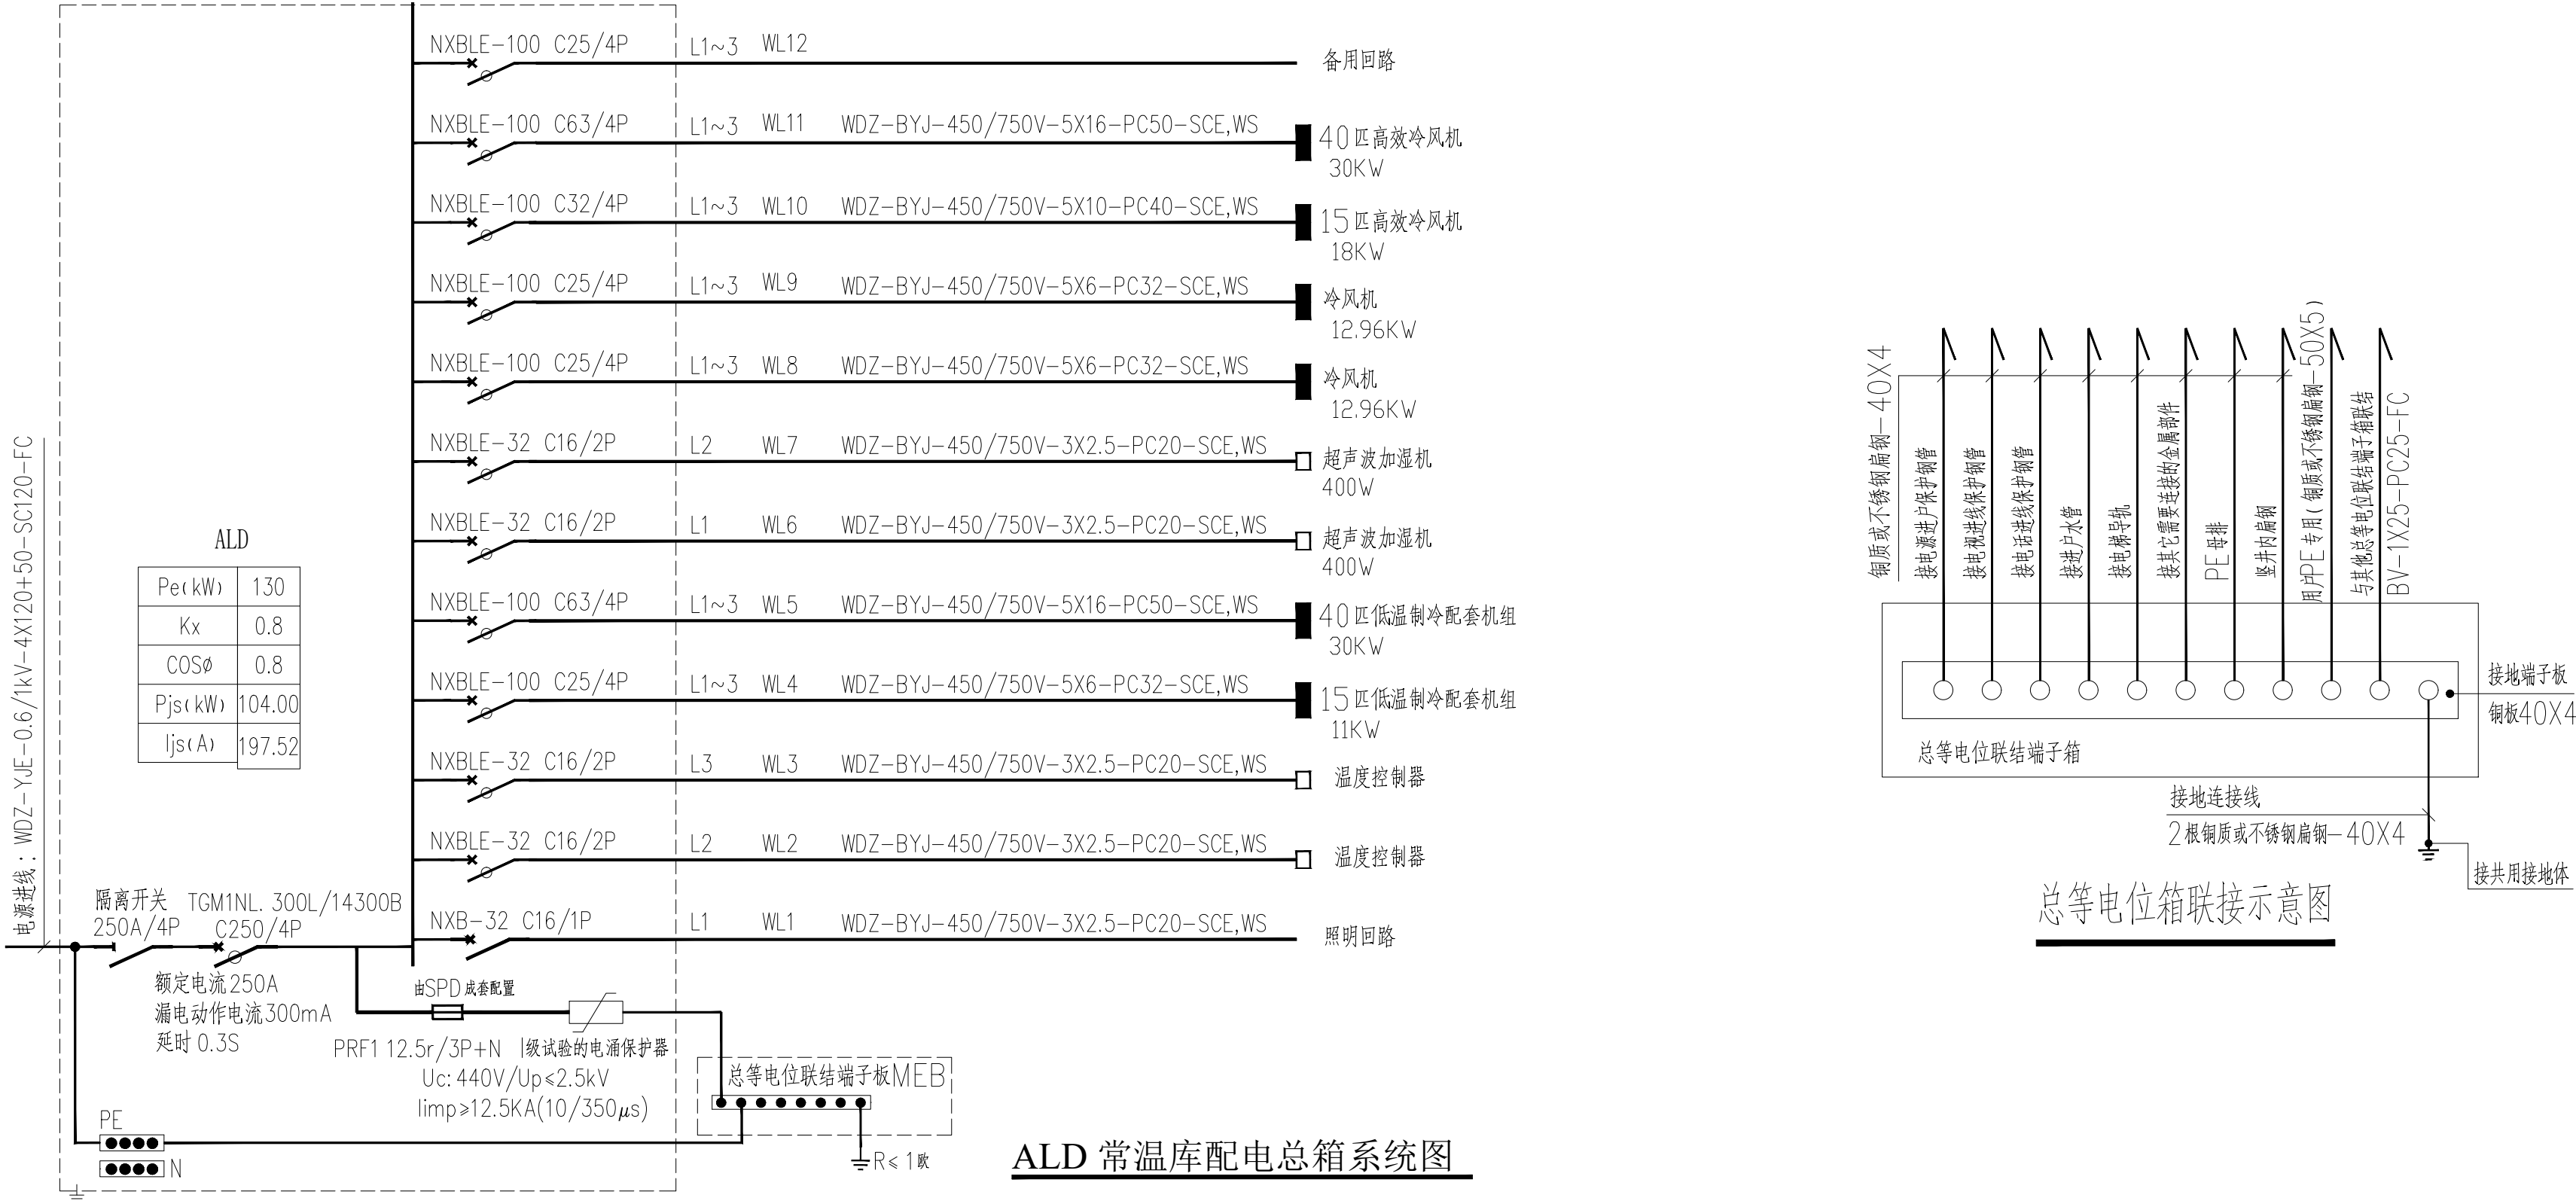 NXBLE-100 C25/4P L1~3 WL12 备用回路
NXBLE-100 C63/4P L1~3 WL11 WDZ-BYJ-450/750V-5X16-PC50-SCE,WS 40匹高效冷风机
30KW
NXBLE-100 C32/4P L1~3 WL10 WDZ-BYJ-450/750V-5X10-PC40-SCE,WS 15匹高效冷风机
18KW
NXBLE-100 C25/4P L1~3 WL9 WDZ-BYJ-450/750V-5X6-PC32-SCE,WS 冷风机
12.96KW
NXBLE-100 C25/4P L1~3 WL8 WDZ-BYJ-450/750V-5X6-PC32-SCE,WS 冷风机
12.96KW
NXBLE-32 C16/2P L2 WL7 WDZ-BYJ-450/750V-3X2.5-PC20-SCE,WS 超声波加湿机
400W
NXBLE-32 C16/2P L1 WL6 WDZ-BYJ-450/750V-3X2.5-PC20-SCE,WS 超声波加湿机
400W
NXBLE-100 C63/4P L1~3 WL5 WDZ-BYJ-450/750V-5X16-PC50-SCE,WS 40匹低温制冷配套机组
30KW
NXBLE-100 C25/4P L1~3 WL4 WDZ-BYJ-450/750V-5X6-PC32-SCE,WS 15匹低温制冷配套机组
11KW
NXBLE-32 C16/2P L3 WL3 WDZ-BYJ-450/750V-3X2.5-PC20-SCE,WS 温度控制器
NXBLE-32 C16/2P L2 WL2 WDZ-BYJ-450/750V-3X2.5-PC20-SCE,WS 温度控制器
NXB-32 C16/1P L1 WL1 WDZ-BYJ-450/750V-3X2.5-PC20-SCE,WS 照明回路
电源进线: WDZ-YJE-0.6/1kV-4X120+50-SC120-FC
ALD
Pe(kW) 130
Kx 0.8
COSø 0.8
Pjs(kW) 104.00
Ijs(A) 197.52
隔离开关
250A/4P
TGM1NL. 300L/14300B
C250/4P
额定电流250A
漏电动作电流300mA
延时 0.3S
由SPD成套配置
PRF1 12.5r/3P+N I级试验的电涌保护器
Uc: 440V/Up≤2.5kV
Iimp≥12.5KA(10/350μs)
总等电位联结端子板MEB
PE
N
R≤1欧
ALD 常温库配电总箱系统图
铜质或不锈钢扁钢-40X4
接电源进户保护钢管
接电视进线保护钢管
接电话进线保护钢管
接进户水管
接电梯导轨
接其它需要连接的金属部件
PE母排
竖井内扁钢
用户PE专用(铜质或不锈钢扁钢-50X5)
与其他总等电位联结端子箱联结
BV-1X25-PC25-FC
接地端子板
铜板40X4
总等电位联结端子箱
接地连接线
2根铜质或不锈钢扁钢-40X4
接共用接地体
总等电位箱联接示意图